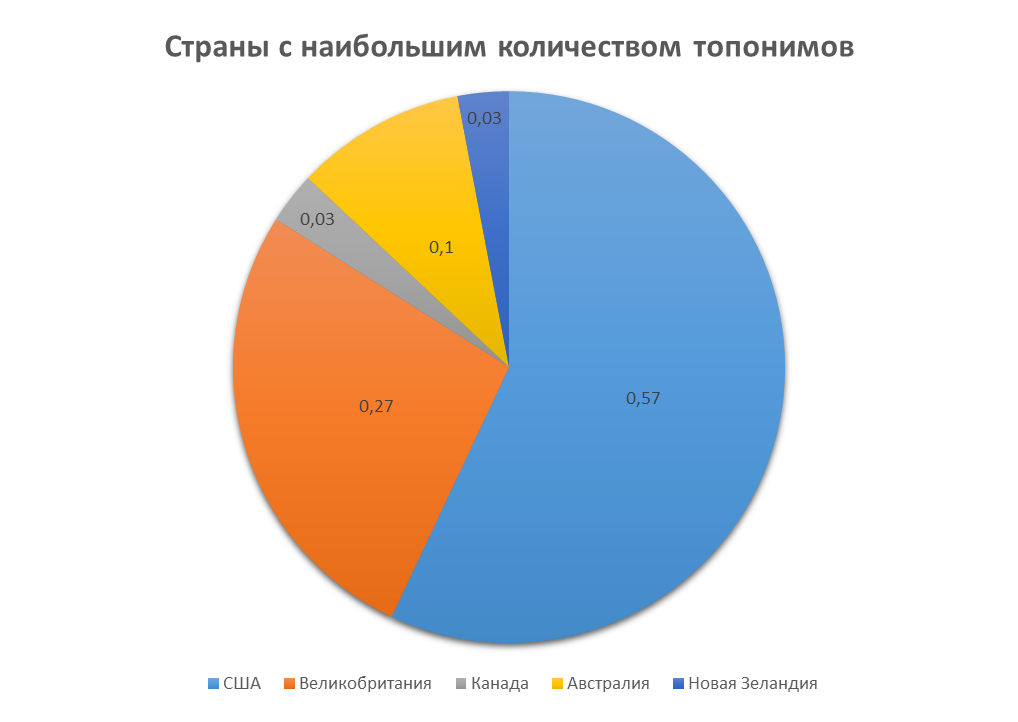 Страны с наибольшим количеством топонимов
0,03
0,03
0,1
0,57
0,27
США Великобритания Канада Австралия Новая Зеландия